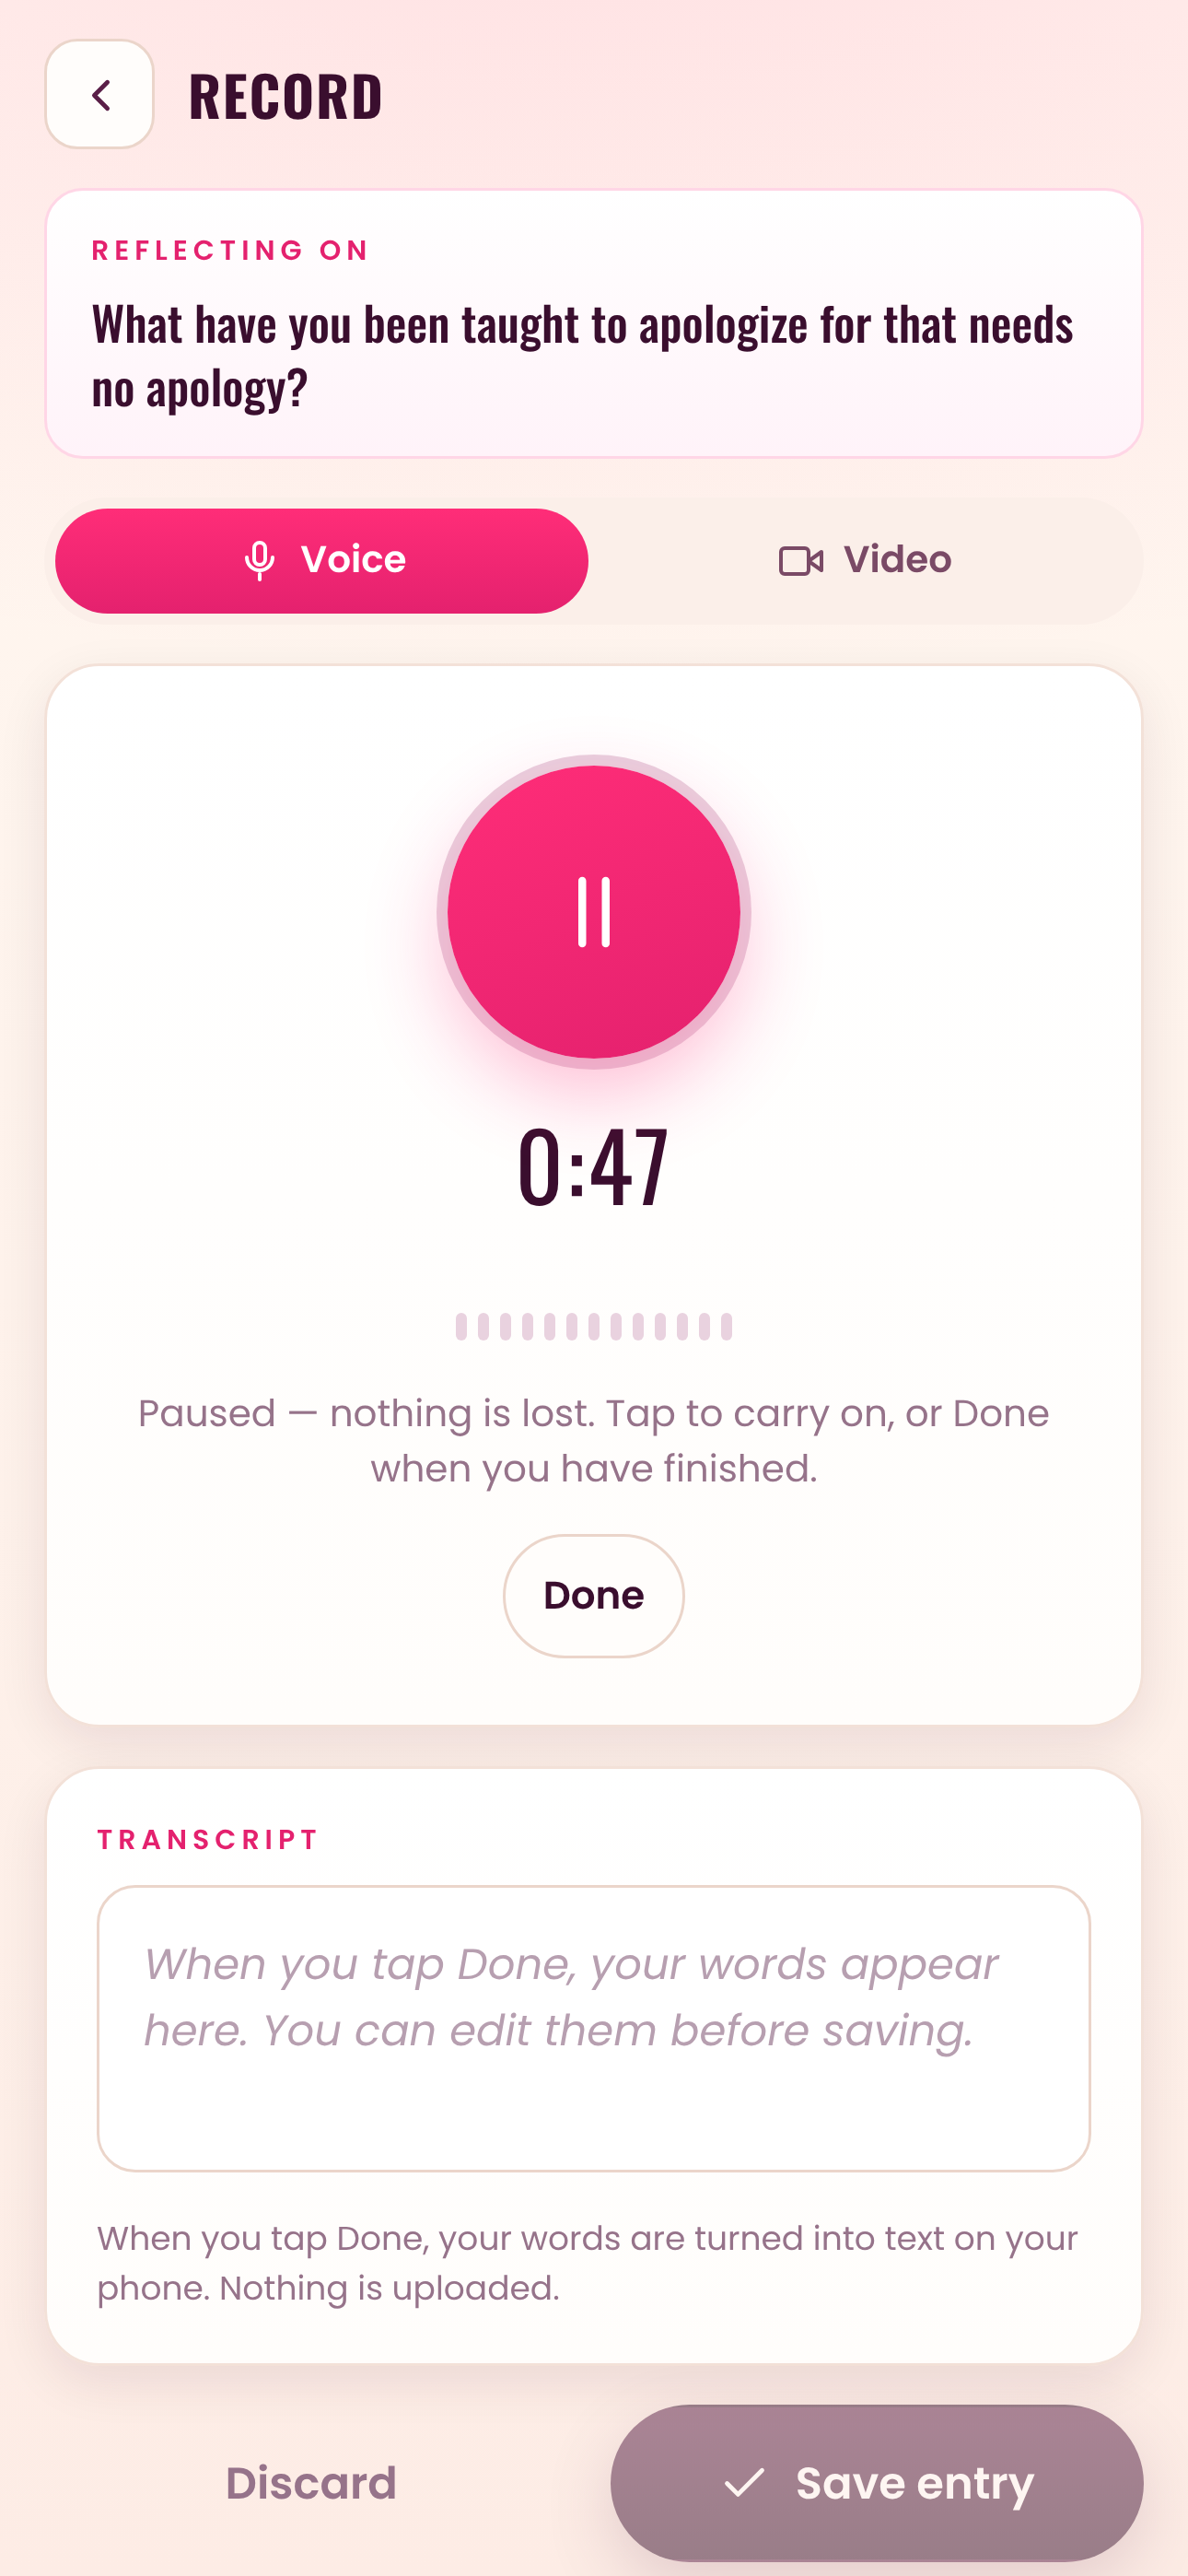 RECORD
REFLECTING ON
What have you been taught to apologize for that needs
no apology?
Voice
Video
0:47
Paused — nothing is lost. Tap to carry on, or Done
when you have finished.
Done
TRANSCRIPT
When you tap Done, your words appear
here. You can edit them before saving.
When you tap Done, your words are turned into text on your
phone. Nothing is uploaded.
Discard
Save entry